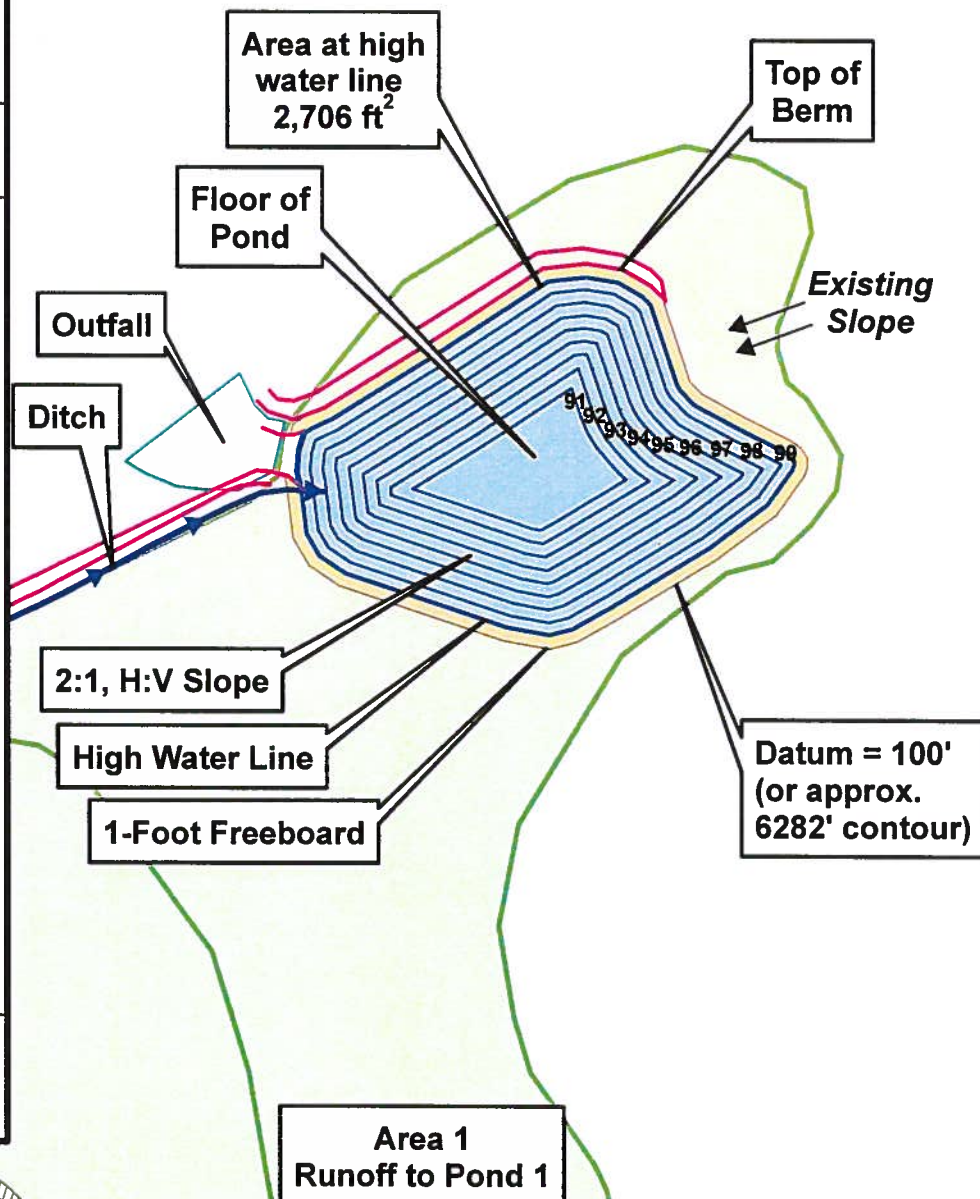 Area at high
water line
2,706 ft²
Top of
Berm
Floor of
Pond
Existing
Slope
Outfall
Ditch
91
92
93
94
95
96
97
98
99
2:1, H:V Slope
High Water Line
1-Foot Freeboard
Datum = 100'
(or approx.
6282' contour)
Area 1
Runoff to Pond 1